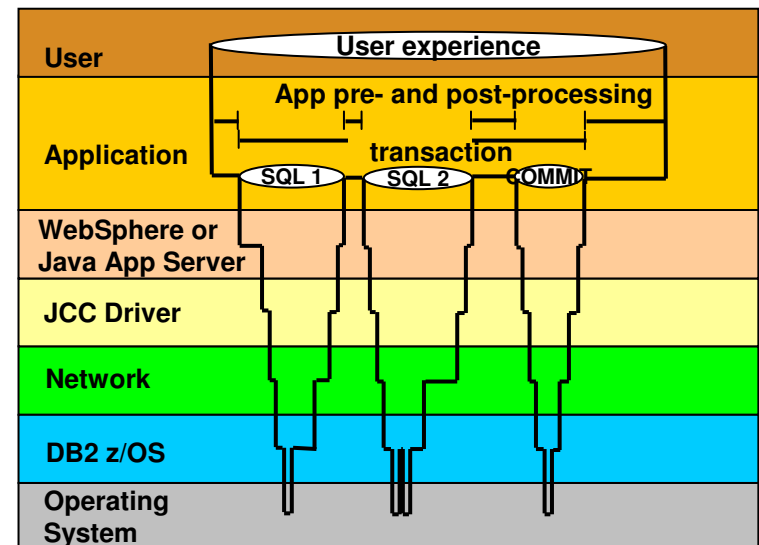 User
User experience
App pre- and post-processing
Application
transaction
SQL 1
SQL 2
COMMIT
WebSphere or
Java App Server
JCC Driver
Network
DB2 z/OS
Operating
System